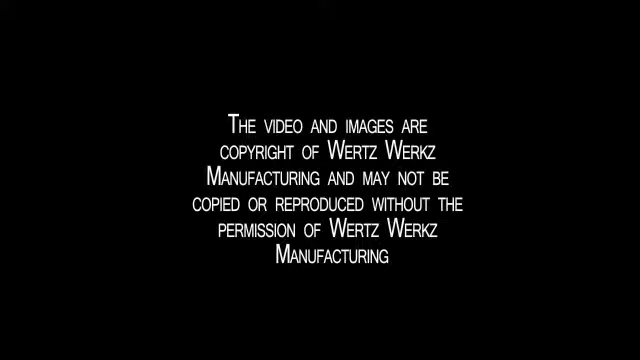 The video and images are
copyright of Wertz Werkz
Manufacturing and may not be
copied or reproduced without the
permission of Wertz Werkz
Manufacturing